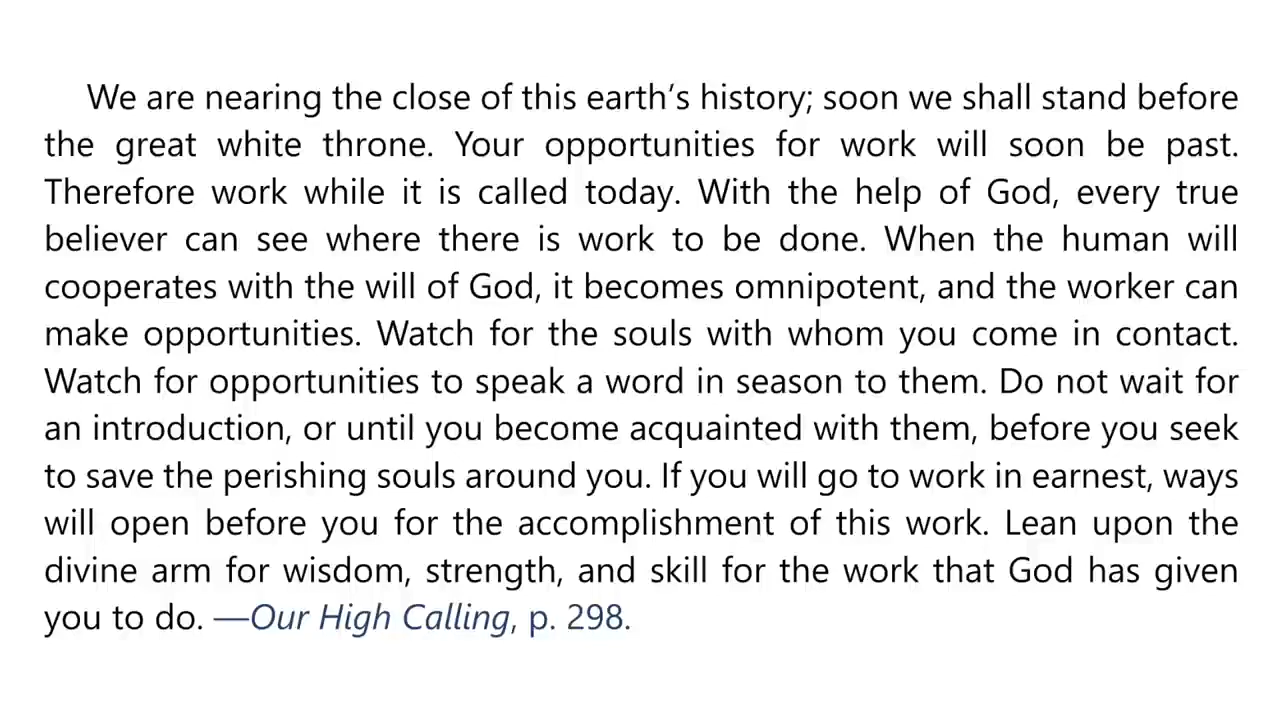 We are nearing the close of this earth's history; soon we shall stand before
the great white throne. Your opportunities for work will soon be past.
Therefore work while it is called today. With the help of God, every true
believer can see where there is work to be done. When the human will
cooperates with the will of God, it becomes omnipotent, and the worker can
make opportunities. Watch for the souls with whom you come in contact.
Watch for opportunities to speak a word in season to them. Do not wait for
an introduction, or until you become acquainted with them, before you seek
to save the perishing souls around you. If you will go to work in earnest, ways
will open before you for the accomplishment of this work. Lean upon the
divine arm for wisdom, strength, and skill for the work that God has given
you to do. —Our High Calling, p. 298.